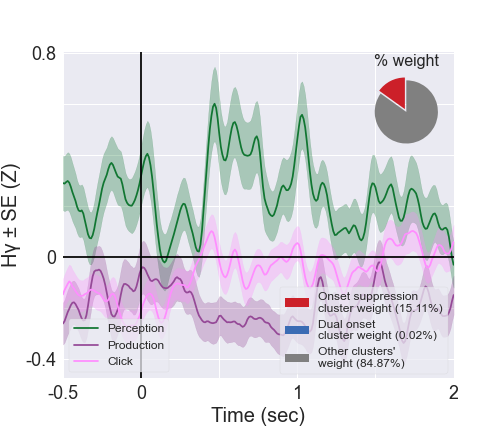 % weight
0.8
0
-0.4
Hγ ± SE (Z)
Perception
Production
Click
Onset suppression
cluster weight (15.11%)
Dual onset
cluster weight (0.02%)
Other clusters'
weight (84.87%)
-0.5
0
1
2
Time (sec)